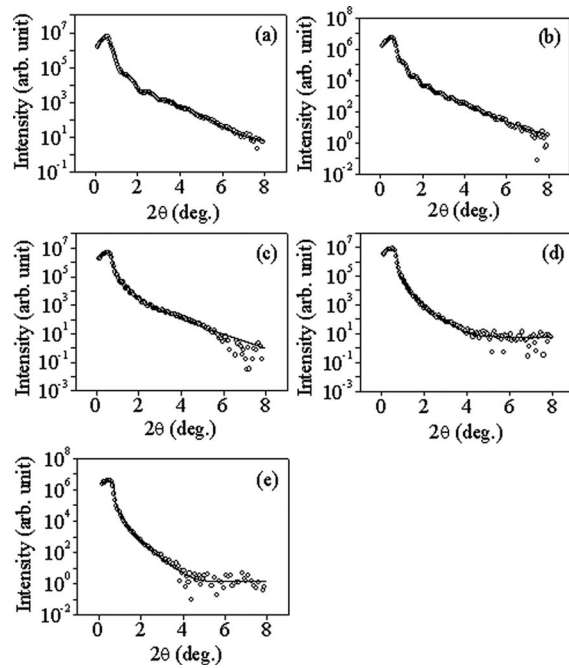 (a)
Intensity (arb. unit)
10^7
10^5
10^3
10^1
10^-1
0 2 4 6 8
2θ (deg.)
(b)
Intensity (arb. unit)
10^8
10^6
10^4
10^2
10^0
10^-2
0 2 4 6 8
2θ (deg.)
(c)
Intensity (arb. unit)
10^7
10^5
10^3
10^1
10^-1
10^-3
0 2 4 6 8
2θ (deg.)
(d)
Intensity (arb. unit)
10^7
10^5
10^3
10^1
10^-1
10^-3
0 2 4 6 8
2θ (deg.)
(e)
Intensity (arb. unit)
10^8
10^6
10^4
10^2
10^0
10^-2
0 2 4 6 8
2θ (deg.)